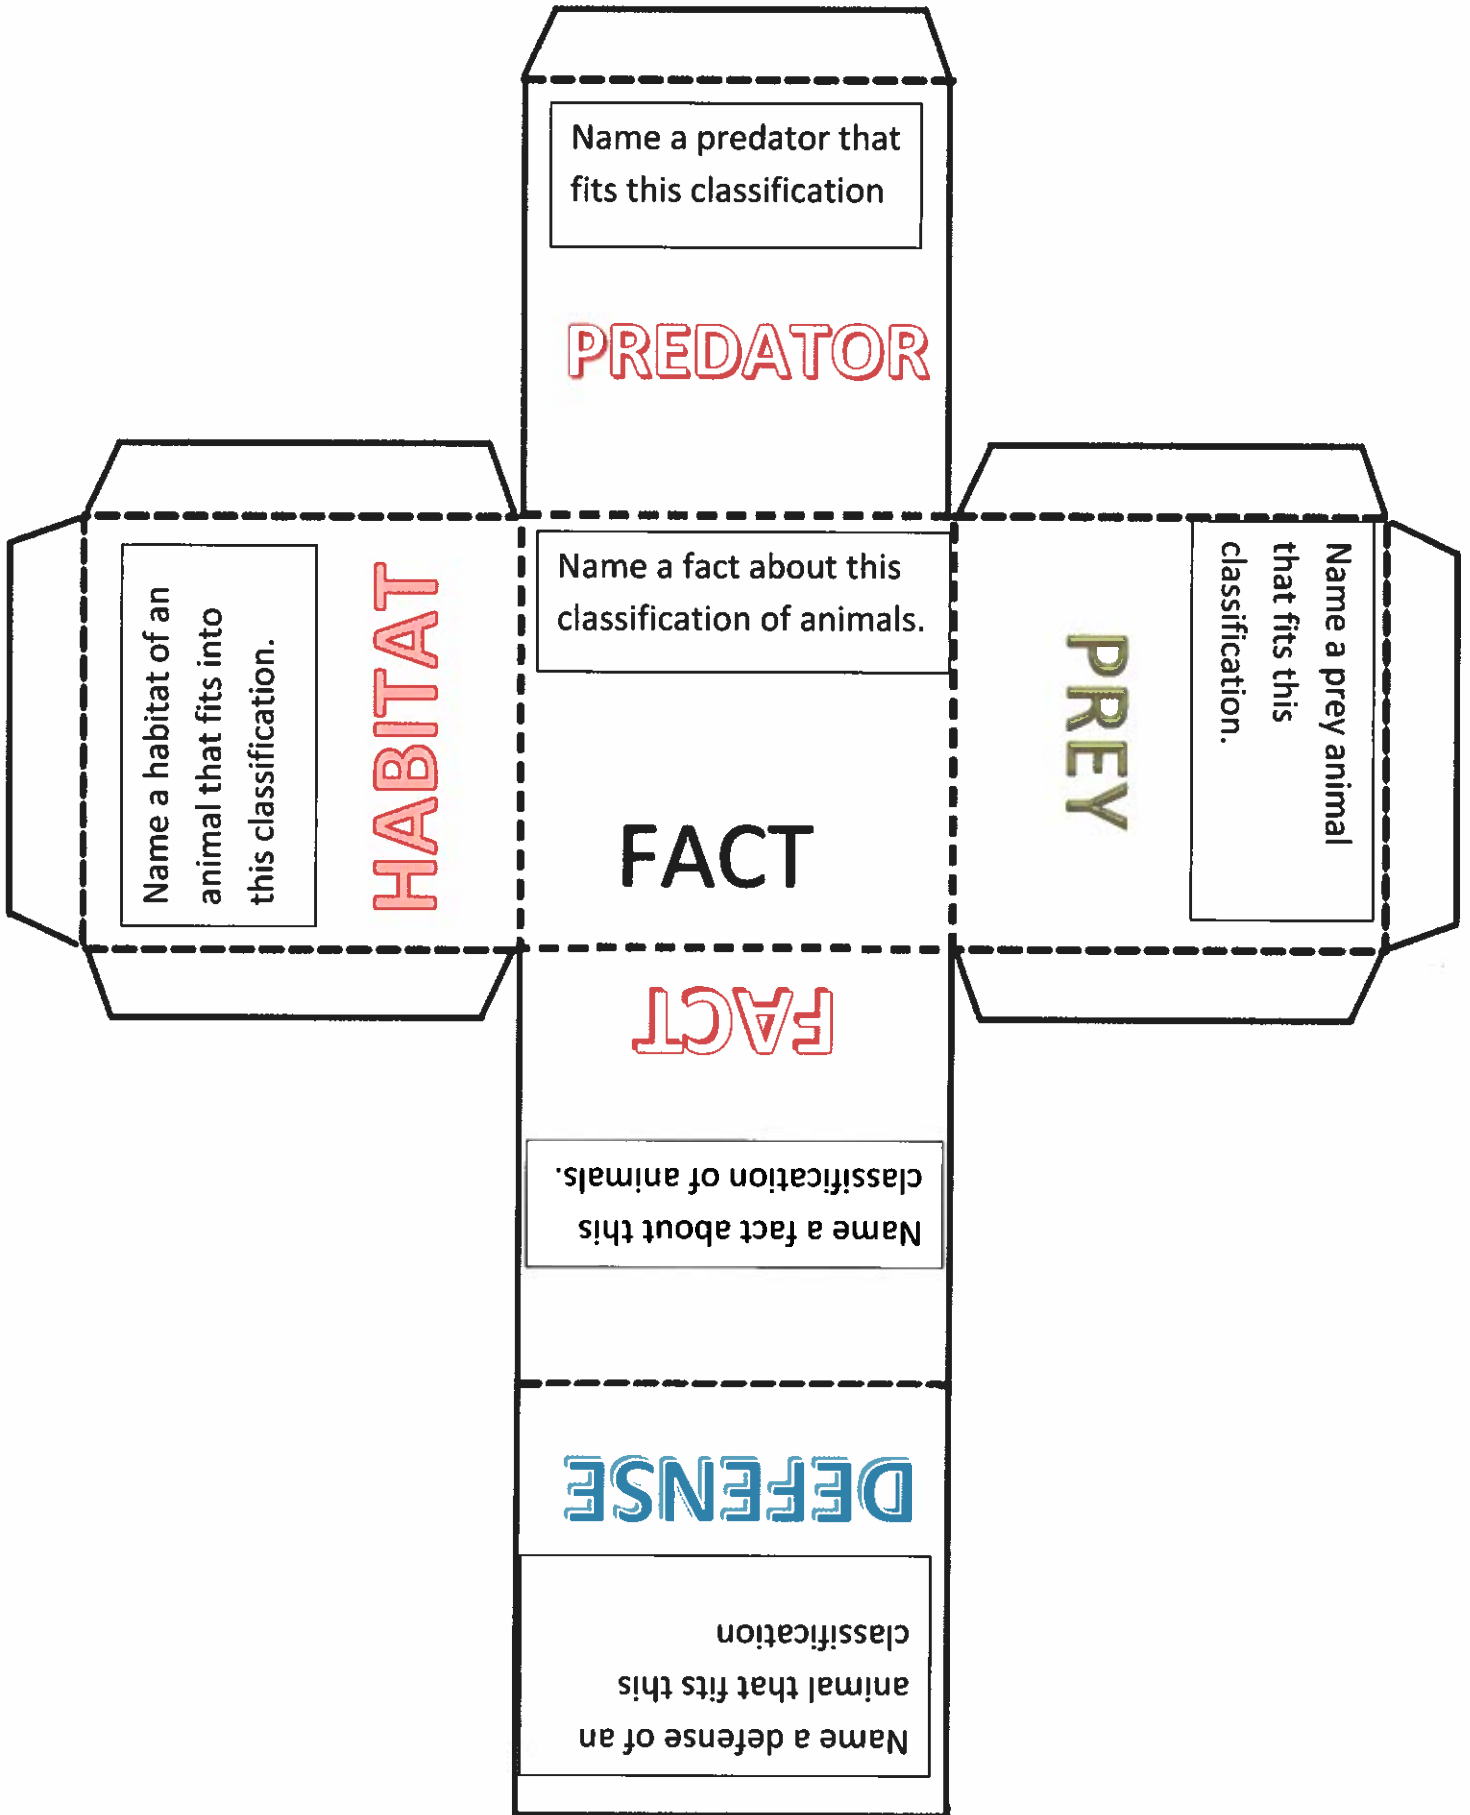 Name a predator that
fits this classification
PREDATOR
Name a habitat of an
animal that fits into
this classification.
HABITAT
Name a fact about this
classification of animals.
FACT
Name a prey animal
that fits this
classification.
PREY
FACT
Name a fact about this
classification of animals.
DEFENSE
Name a defense of an
animal that fits this
classification